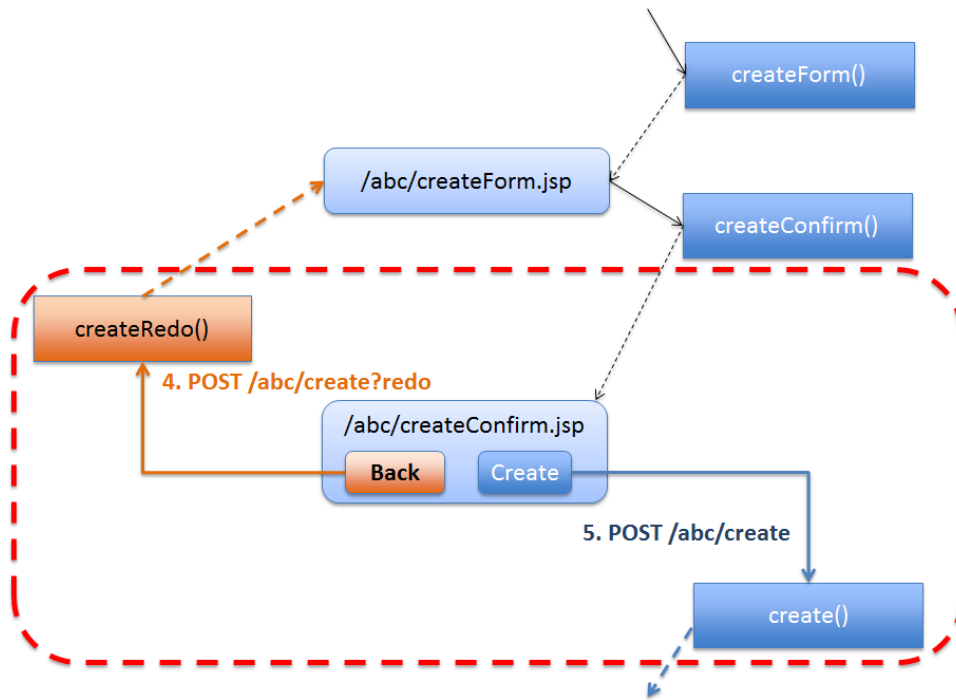 createForm()
/abc/createForm.jsp
createConfirm()
createRedo()
4. POST /abc/create?redo
/abc/createConfirm.jsp
Back
Create
5. POST /abc/create
create()